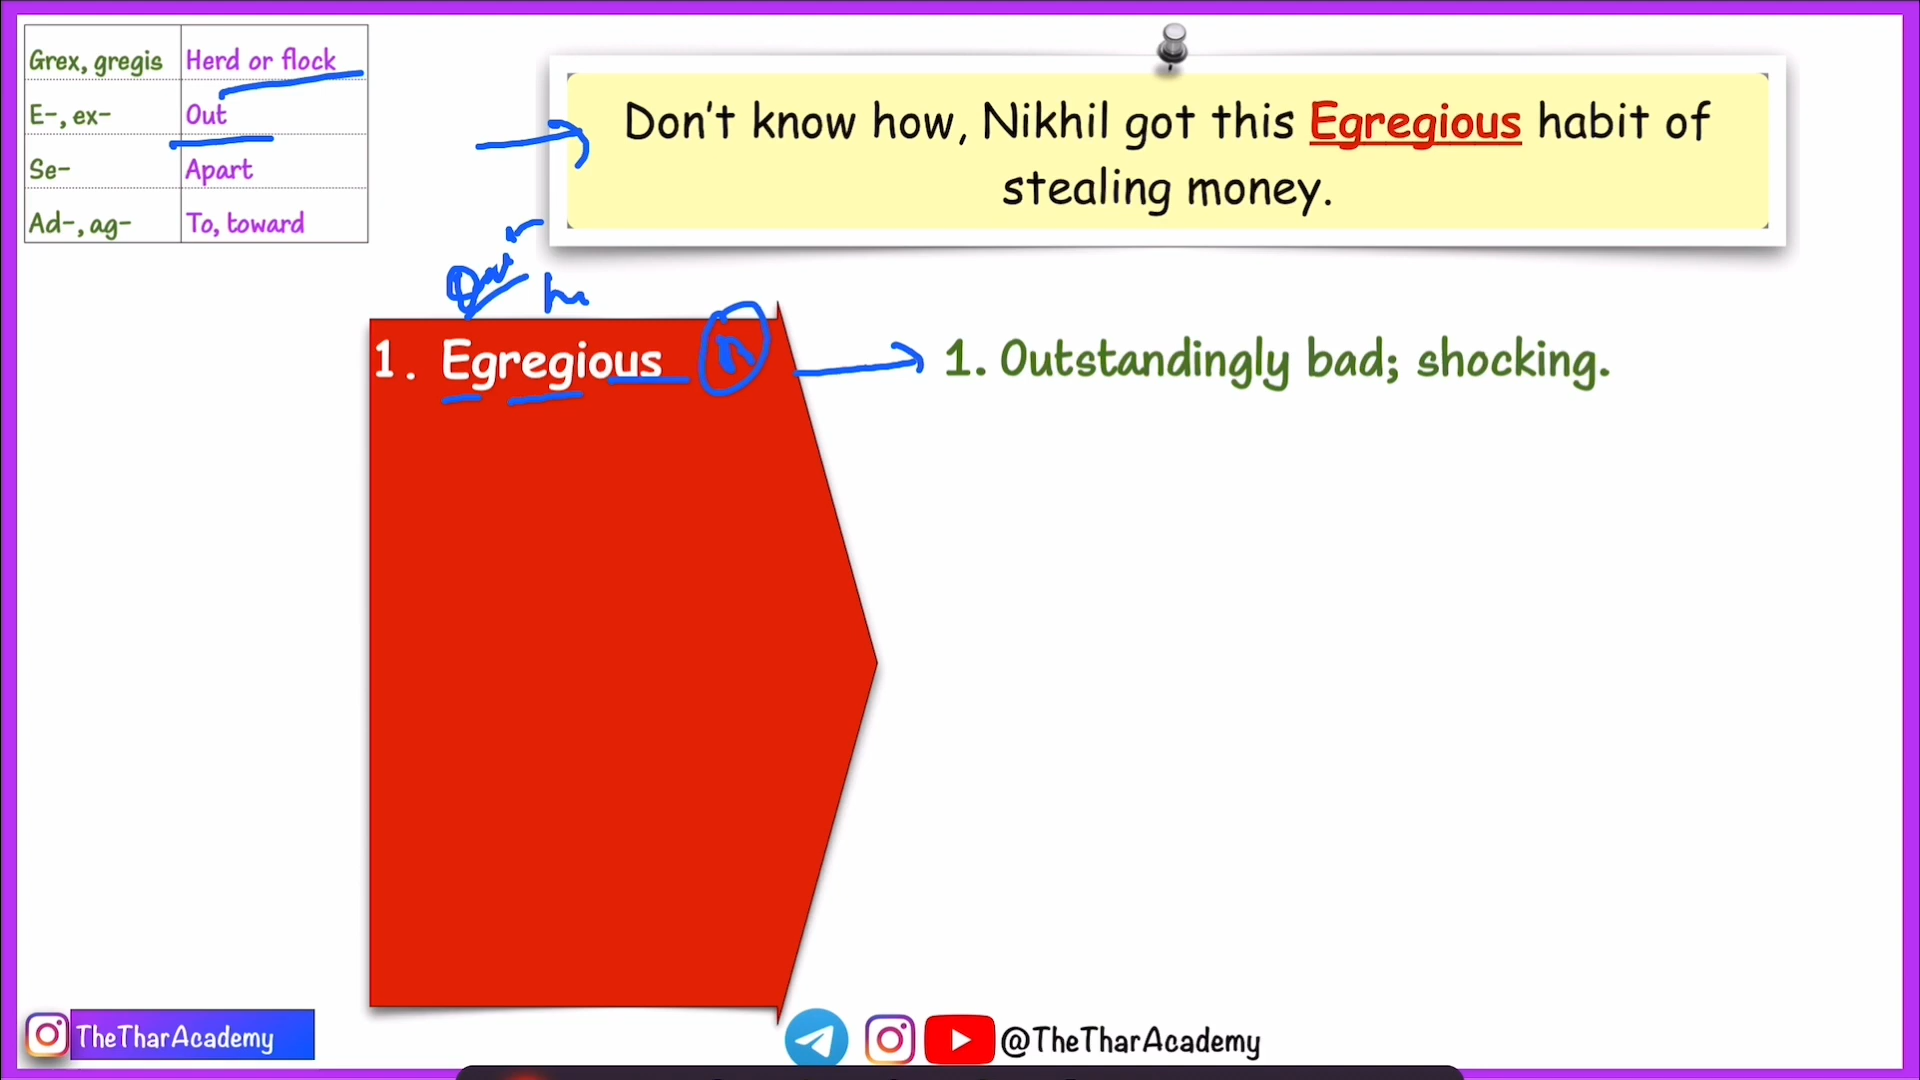 Grex, gregis Herd or flock
E-, ex- Out
Se- Apart
Ad-, ag- To, toward
Don't know how, Nikhil got this Egregious habit of
stealing money.
Out
1. Egregious
1. Outstandingly bad; shocking.
TheTharAcademy
@TheTharAcademy